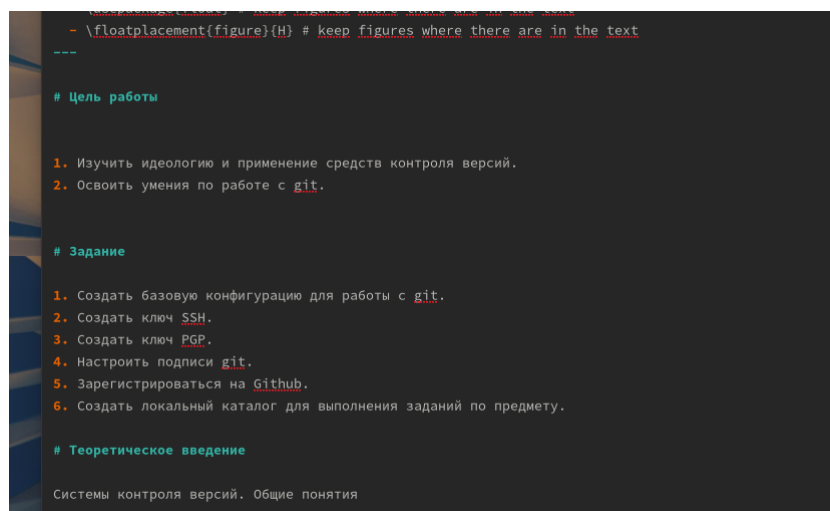 - \floatplacement{figure}{H} # keep figures where there are in the text
---
# Цель работы
1. Изучить идеологию и применение средств контроля версий.
2. Освоить умения по работе с git.
# Задание
1. Создать базовую конфигурацию для работы с git.
2. Создать ключ SSH.
3. Создать ключ PGP.
4. Настроить подписи git.
5. Зарегистрироваться на Github.
6. Создать локальный каталог для выполнения заданий по предмету.
# Теоретическое введение
Системы контроля версий. Общие понятия